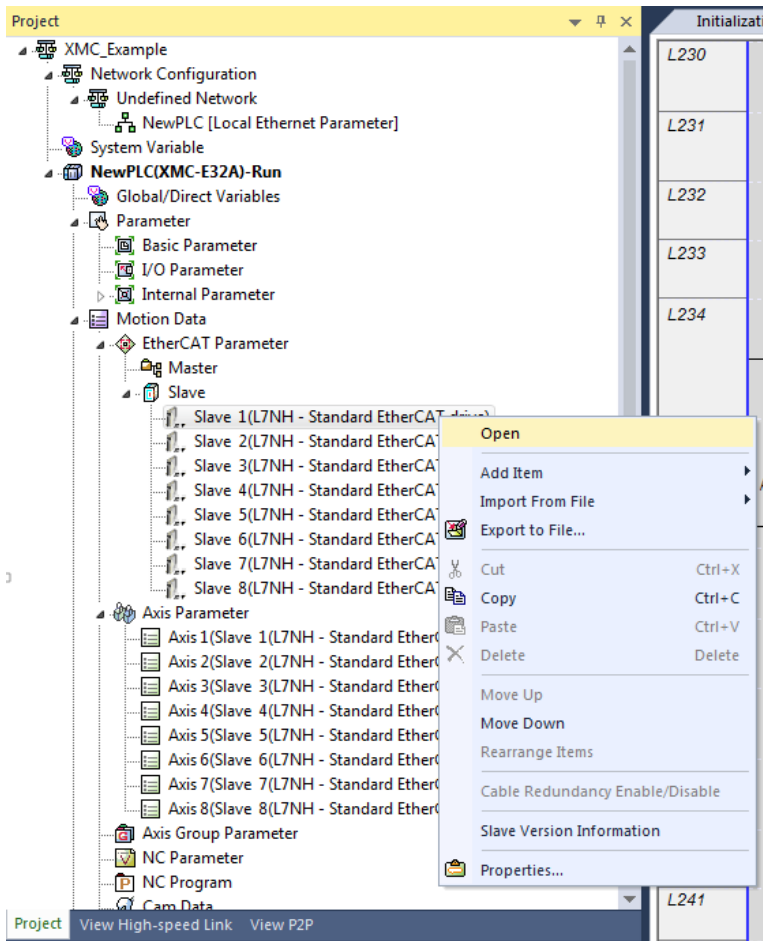 Project
Initializati
XMC_Example
Network Configuration
Undefined Network
NewPLC [Local Ethernet Parameter]
System Variable
NewPLC(XMC-E32A)-Run
Global/Direct Variables
Parameter
Basic Parameter
I/O Parameter
Internal Parameter
Motion Data
EtherCAT Parameter
Master
Slave
Slave 1(L7NH - Standard EtherCAT drive)
Slave 2(L7NH - Standard EtherCA
Slave 3(L7NH - Standard EtherCA
Slave 4(L7NH - Standard EtherCA
Slave 5(L7NH - Standard EtherCA
Slave 6(L7NH - Standard EtherCA
Slave 7(L7NH - Standard EtherCA
Slave 8(L7NH - Standard EtherCA
Axis Parameter
Axis 1(Slave 1(L7NH - Standard Ether
Axis 2(Slave 2(L7NH - Standard Ether
Axis 3(Slave 3(L7NH - Standard Ether
Axis 4(Slave 4(L7NH - Standard Ether
Axis 5(Slave 5(L7NH - Standard Ether
Axis 6(Slave 6(L7NH - Standard Ether
Axis 7(Slave 7(L7NH - Standard Ether
Axis 8(Slave 8(L7NH - Standard Ether
Axis Group Parameter
NC Parameter
NC Program
Cam Data
Project View High-speed Link View P2P
Open
Add Item
Import From File
Export to File...
Cut Ctrl+X
Copy Ctrl+C
Paste Ctrl+V
Delete Delete
Move Up
Move Down
Rearrange Items
Cable Redundancy Enable/Disable
Slave Version Information
Properties...
L230
L231
L232
L233
L234
L241